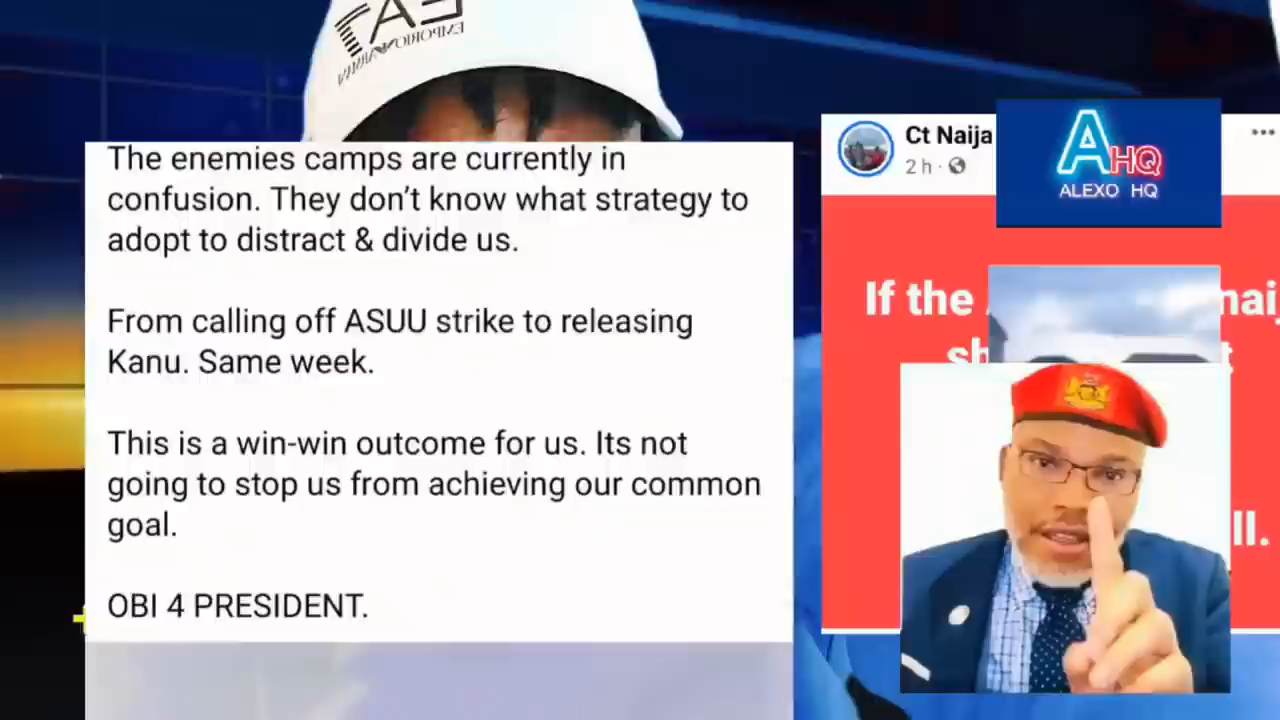 EA7
EMPORIO ARMANI
The enemies camps are currently in
confusion. They don’t know what strategy to
adopt to distract & divide us.
From calling off ASUU strike to releasing
Kanu. Same week.
This is a win-win outcome for us. Its not
going to stop us from achieving our common
goal.
OBI 4 PRESIDENT.
Ct Naija
2 h
A HQ
ALEXO HQ
If the
ll.